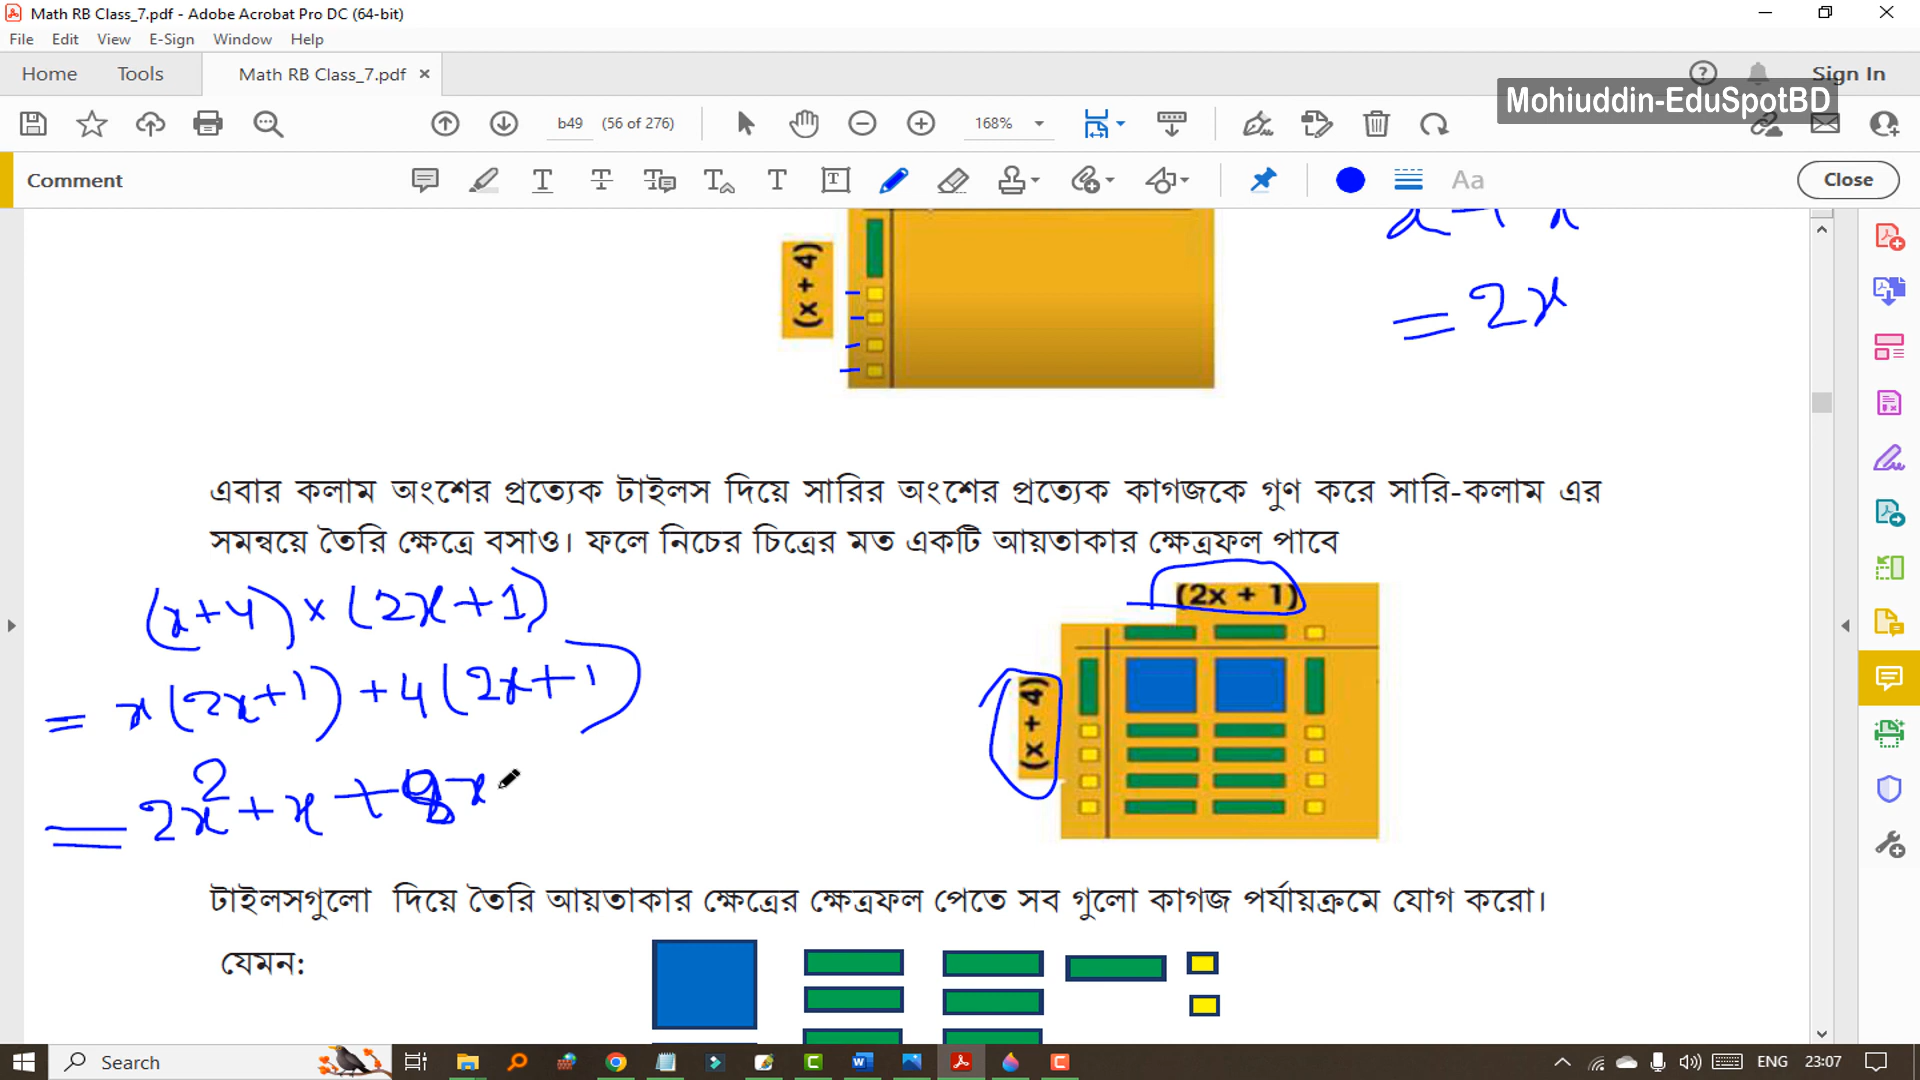 Math RB Class_7.pdf - Adobe Acrobat Pro DC (64-bit)
File Edit View E-Sign Window Help
Home Tools Math RB Class_7.pdf × Sign In
Mohiuddin-EduSpotBD
b49 (56 of 276) 168%
Comment Aa Close
x + x
(x + 4)
= 2x
এবার কলাম অংশের প্রত্যেক টাইলস দিয়ে সারির অংশের প্রত্যেক কাগজকে গুণ করে সারি-কলাম এর
সমন্বয়ে তৈরি ক্ষেত্রে বসাও। ফলে নিচের চিত্রের মত একটি আয়তাকার ক্ষেত্রফল পাবে
(x+4) × (2x+1)
(2x + 1)
= x(2x+1) + 4(2x+1)
(x + 4)
= 2x² + x + 8x
টাইলসগুলো দিয়ে তৈরি আয়তাকার ক্ষেত্রের ক্ষেত্রফল পেতে সব গুলো কাগজ পর্যায়ক্রমে যোগ করো।
যেমন:
Search ENG 23:07